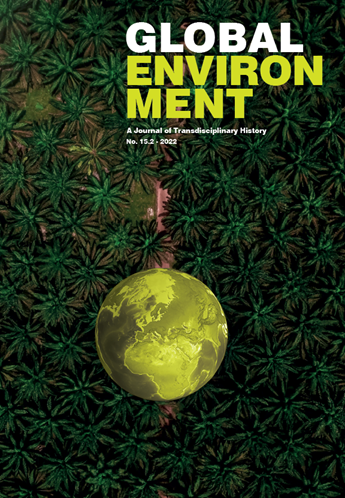 GLOBAL
ENVIRON
MENT
A Journal of Transdisciplinary History
No. 15.2 - 2022